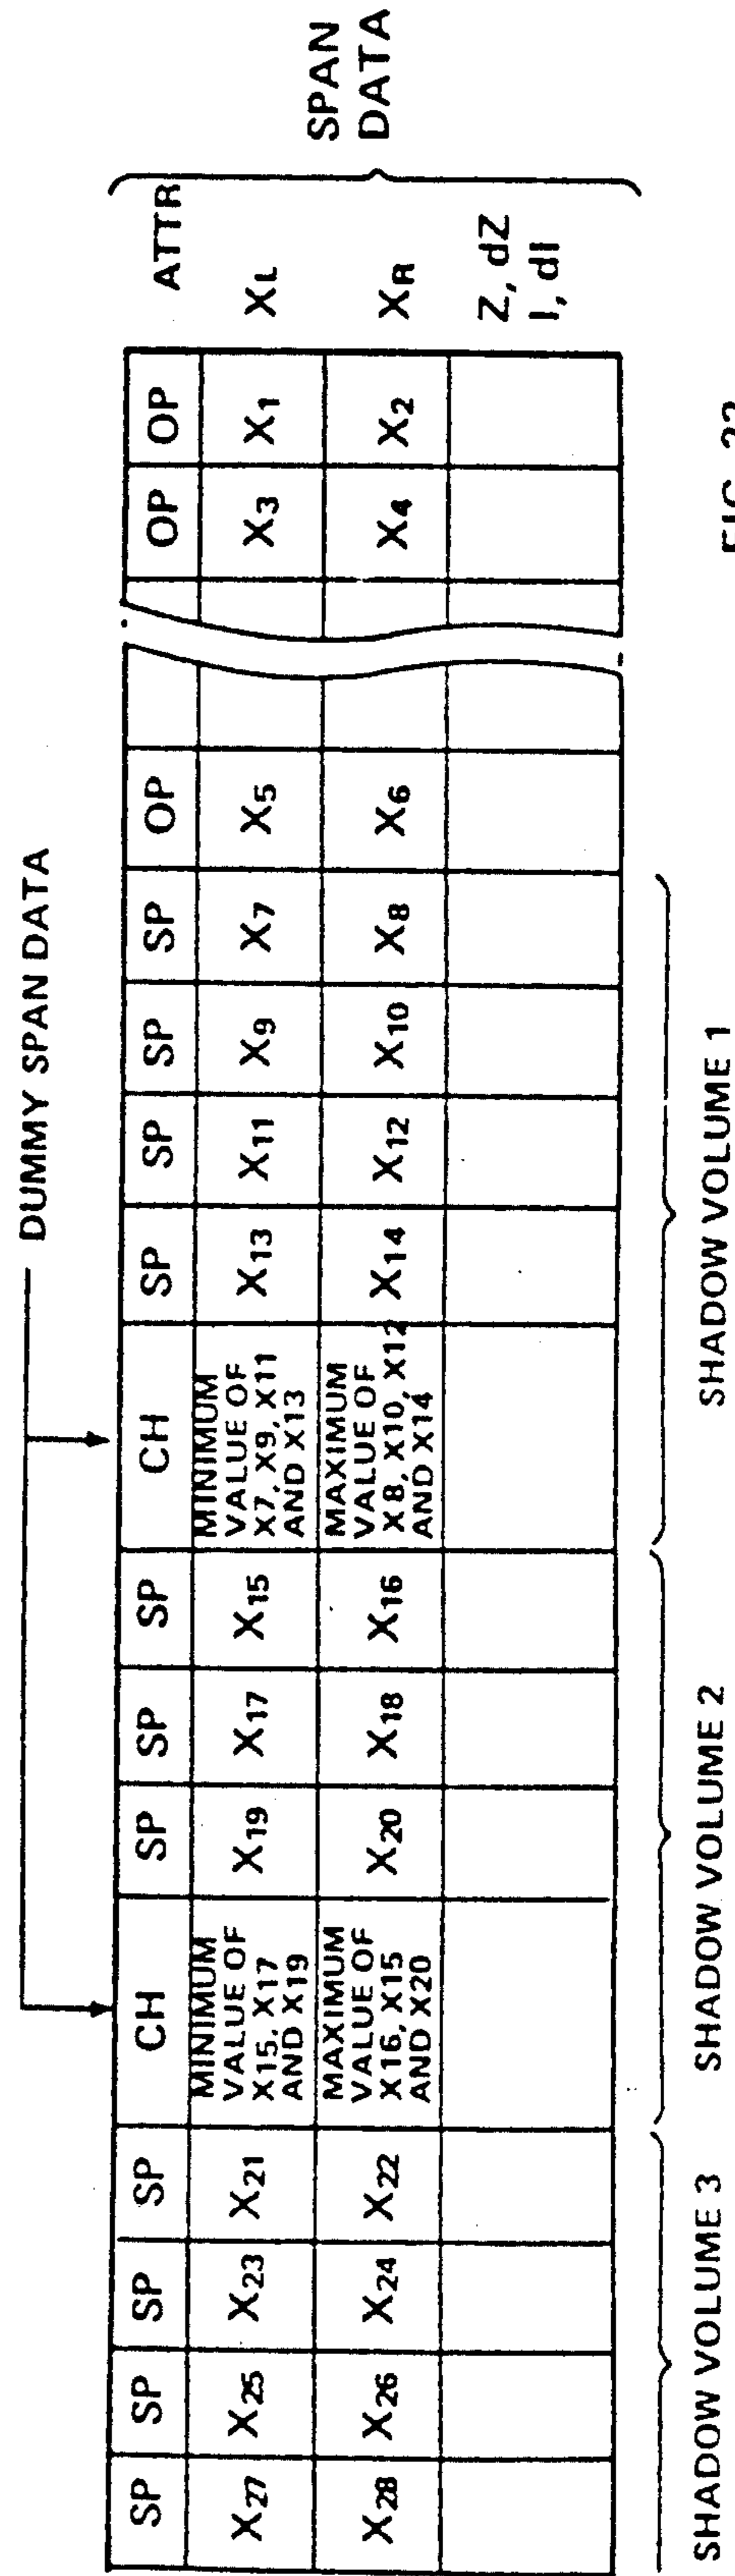 DUMMY SPAN DATA
SP SP SP SP CH SP SP SP CH SP SP SP SP OP OP OP ATTR
X27 X25 X23 X21 MINIMUM VALUE OF X15, X17 AND X19 X19 X17 X15 MINIMUM VALUE OF X7, X9, X11 AND X13 X13 X11 X9 X7 X5 X3 X1 XL
X28 X26 X24 X22 MAXIMUM VALUE OF X16, X15 AND X20 X20 X18 X16 MAXIMUM VALUE OF X8, X10, X12 AND X14 X14 X12 X10 X8 X6 X4 X2 XR
Z, dZ
I, dI
SPAN
DATA
SHADOW VOLUME 3 SHADOW VOLUME 2 SHADOW VOLUME 1